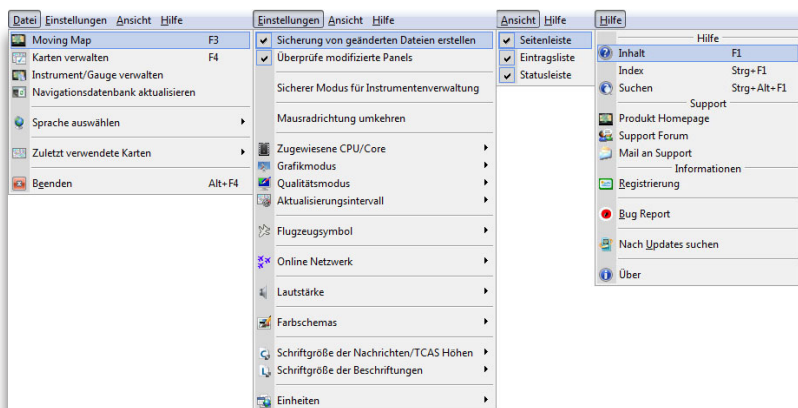 Datei Einstellungen Ansicht Hilfe
Moving Map F3
Karten verwalten F4
Instrument/Gauge verwalten
Navigationsdatenbank aktualisieren
Sprache auswählen
Zuletzt verwendete Karten
Beenden Alt+F4
Einstellungen Ansicht Hilfe
Sicherung von geänderten Dateien erstellen
Überprüfe modifizierte Panels
Sicherer Modus für Instrumentenverwaltung
Mausradrichtung umkehren
Zugewiesene CPU/Core
Grafikmodus
Qualitätsmodus
Aktualisierungsintervall
Flugzeugsymbol
Online Netzwerk
Lautstärke
Farbschemas
Schriftgröße der Nachrichten/TCAS Höhen
Schriftgröße der Beschriftungen
Einheiten
Ansicht Hilfe
Seitenleiste
Eintragsliste
Statusleiste
Hilfe
Hilfe
Inhalt F1
Index Strg+F1
Suchen Strg+Alt+F1
Support
Produkt Homepage
Support Forum
Mail an Support
Informationen
Registrierung
Bug Report
Nach Updates suchen
Über